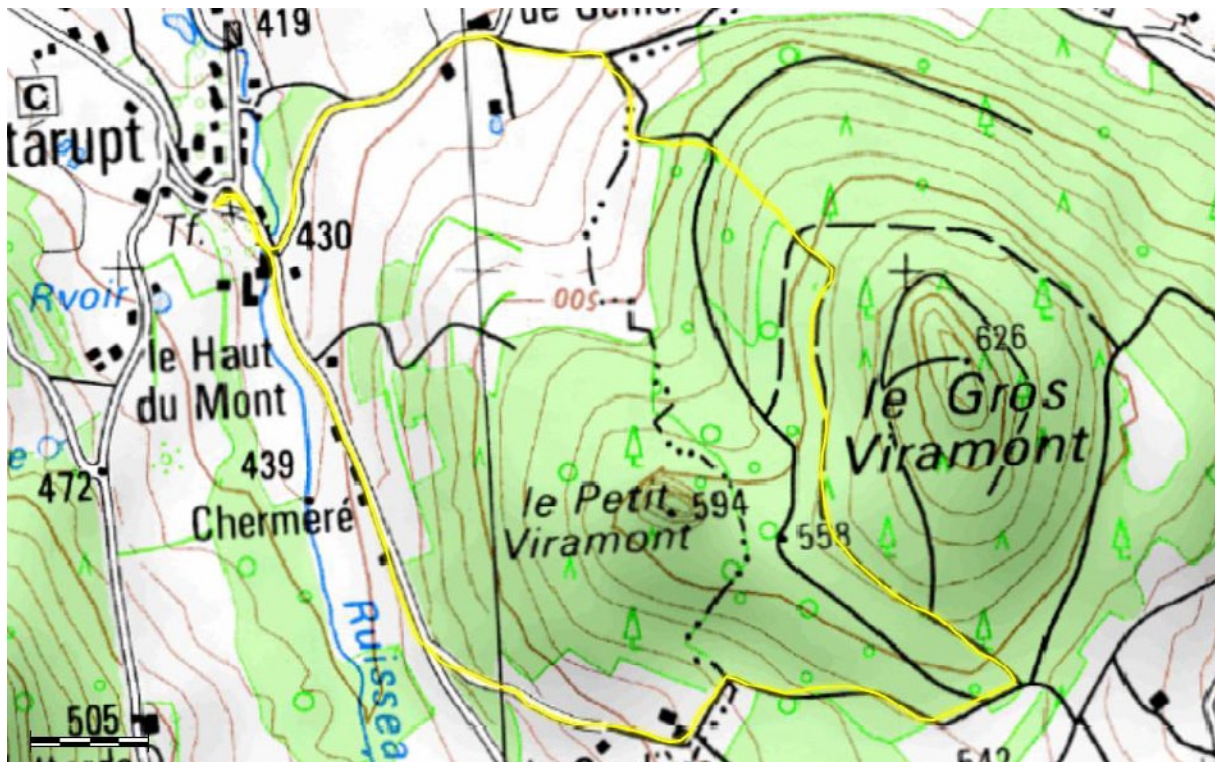 419
C
tarupt
Tf.
430
Rvoir
500
le Haut
du Mont
626
le Gros
Viramont
439
472
Chermeré
le Petit
Viramont
594
558
Ruissea
505